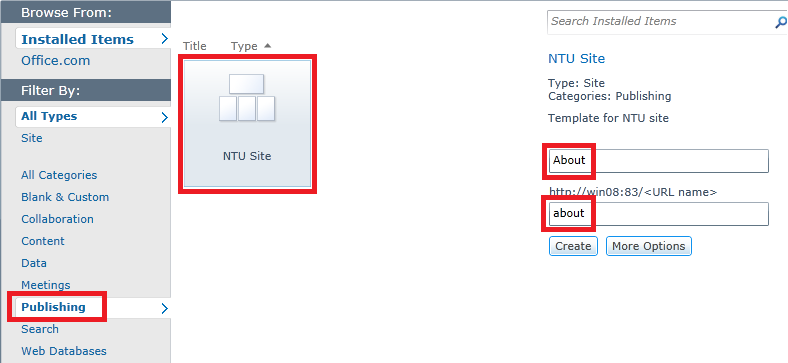 Browse From:
Installed Items
Office.com
Filter By:
All Types
Site
All Categories
Blank & Custom
Collaboration
Content
Data
Meetings
Publishing
Search
Web Databases
Title Type
NTU Site
Search Installed Items
NTU Site
Type: Site
Categories: Publishing
Template for NTU site
About
http://win08:83/<URL name>
about
Create More Options